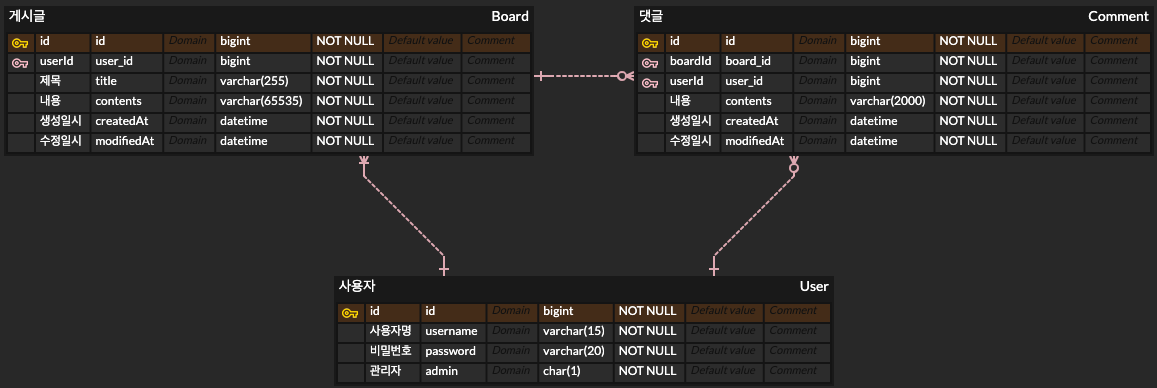 게시글 Board
id id Domain bigint NOT NULL Default value Comment
userId user_id Domain bigint NOT NULL Default value Comment
제목 title Domain varchar(255) NOT NULL Default value Comment
내용 contents Domain varchar(65535) NOT NULL Default value Comment
생성일시 createdAt Domain datetime NOT NULL Default value Comment
수정일시 modifiedAt Domain datetime NOT NULL Default value Comment
댓글 Comment
id id Domain bigint NOT NULL Default value Comment
boardId board_id Domain bigint NOT NULL Default value Comment
userId user_id Domain bigint NOT NULL Default value Comment
내용 contents Domain varchar(2000) NOT NULL Default value Comment
생성일시 createdAt Domain datetime NOT NULL Default value Comment
수정일시 modifiedAt Domain datetime NOT NULL Default value Comment
사용자 User
id id Domain bigint NOT NULL Default value Comment
사용자명 username Domain varchar(15) NOT NULL Default value Comment
비밀번호 password Domain varchar(20) NOT NULL Default value Comment
관리자 admin Domain char(1) NOT NULL Default value Comment